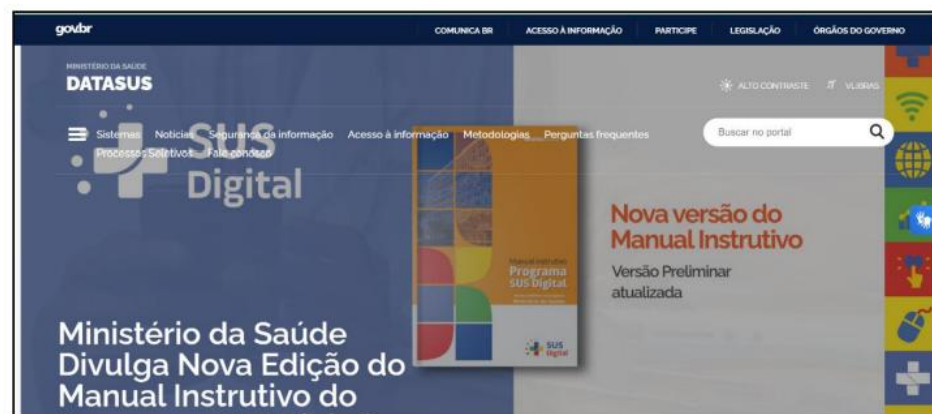 gov.br
COMUNICA BR ACESSO À INFORMAÇÃO PARTICIPE LEGISLAÇÃO ÓRGÃOS DO GOVERNO
MINISTÉRIO DA SAÚDE
DATASUS
ALTO CONTRASTE VLIBRAS
Sistemas Notícias Segurança da informação Acesso à informação Metodologias Perguntas frequentes
Buscar no portal
Processos Seletivos Fale conosco
SUS
Digital
Nova versão do
Manual Instrutivo
Versão Preliminar
atualizada
Manual Instrutivo
Programa
SUS Digital
SUS
Digital
Ministério da Saúde
Divulga Nova Edição do
Manual Instrutivo do